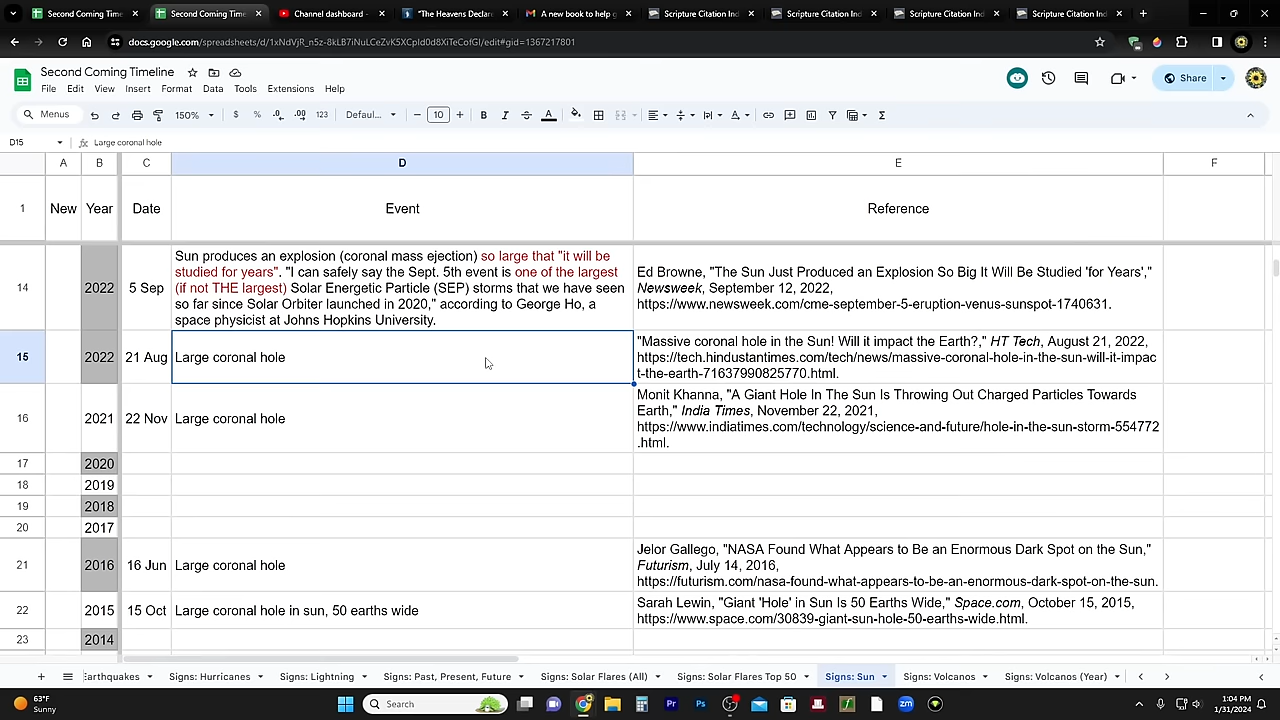 Second Coming Time
Second Coming Timeline
Channel dashboard -
"The Heavens Declare
A new book to help g
Scripture Citation Ind
Scripture Citation Ind
Scripture Citation Ind
Scripture Citation Ind
docs.google.com/spreadsheets/d/1xNdVjR_n5z-8kLB7iNuLCeZvK5XCpId0d8XiTeCofGI/edit#gid=1367217801
Second Coming Timeline
File Edit View Insert Format Data Tools Extensions Help
Share
Menus
150%
$ % .0 .00 123
Defaul...
10
B I A
D15
fx Large coronal hole
A B C D E F
1 New Year Date Event Reference
14 2022 5 Sep
Sun produces an explosion (coronal mass ejection) so large that "it will be
studied for years". "I can safely say the Sept. 5th event is one of the largest
(if not THE largest) Solar Energetic Particle (SEP) storms that we have seen
so far since Solar Orbiter launched in 2020," according to George Ho, a
space physicist at Johns Hopkins University.
Ed Browne, "The Sun Just Produced an Explosion So Big It Will Be Studied 'for Years',"
Newsweek, September 12, 2022,
https://www.newsweek.com/cme-september-5-eruption-venus-sunspot-1740631.
15 2022 21 Aug Large coronal hole
"Massive coronal hole in the Sun! Will it impact the Earth?," HT Tech, August 21, 2022,
https://tech.hindustantimes.com/tech/news/massive-coronal-hole-in-the-sun-will-it-impac
t-the-earth-71637990825770.html.
16 2021 22 Nov Large coronal hole
Monit Khanna, "A Giant Hole In The Sun Is Throwing Out Charged Particles Towards
Earth," India Times, November 22, 2021,
https://www.indiatimes.com/technology/science-and-future/hole-in-the-sun-storm-554772
.html.
17 2020
18 2019
19 2018
20 2017
21 2016 16 Jun Large coronal hole
Jelor Gallego, "NASA Found What Appears to Be an Enormous Dark Spot on the Sun,"
Futurism, July 14, 2016,
https://futurism.com/nasa-found-what-appears-to-be-an-enormous-dark-spot-on-the-sun.
22 2015 15 Oct Large coronal hole in sun, 50 earths wide
Sarah Lewin, "Giant 'Hole' in Sun Is 50 Earths Wide," Space.com, October 15, 2015,
https://www.space.com/30839-giant-sun-hole-50-earths-wide.html.
23 2014
Earthquakes
Signs: Hurricanes
Signs: Lightning
Signs: Past, Present, Future
Signs: Solar Flares (All)
Signs: Solar Flares Top 50
Signs: Sun
Signs: Volcanos
Signs: Volcanos (Year)
63°F
Sunny
Search
1:04 PM
1/31/2024